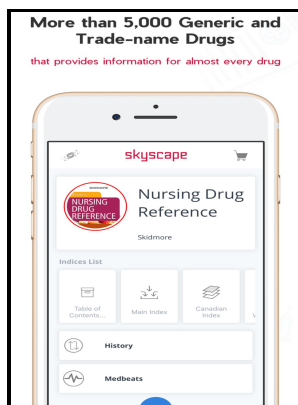 More than 5,000 Generic and
Trade-name Drugs
that provides information for almost every drug
skyscape
NURSING
DRUG
REFERENCE
Nursing Drug
Reference
Skidmore
Indices List
Table of
Contents...
Main Index
Canadian
Index
History
Medbeats